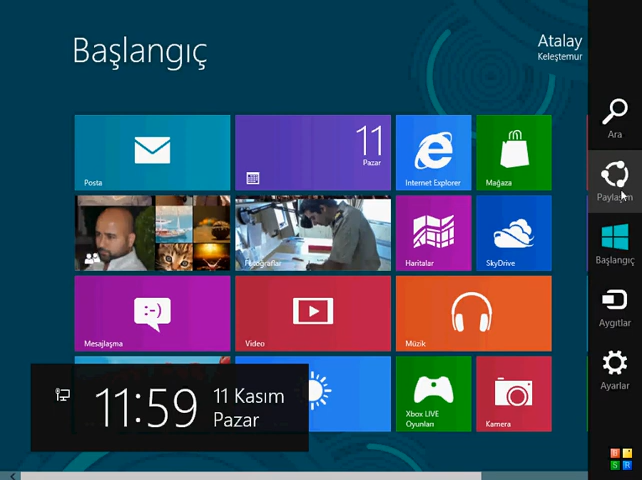 Başlangıç
Atalay
Keleştemur
Posta
11
Pazar
Internet Explorer
Mağaza
Fotoğraflar
Haritalar
SkyDrive
:-)
Mesajlaşma
Video
Müzik
Xbox LIVE
Oyunları
Kamera
11:59
11 Kasım
Pazar
Ara
Paylaşım
Başlangıç
Aygıtlar
Ayarlar
B
S R